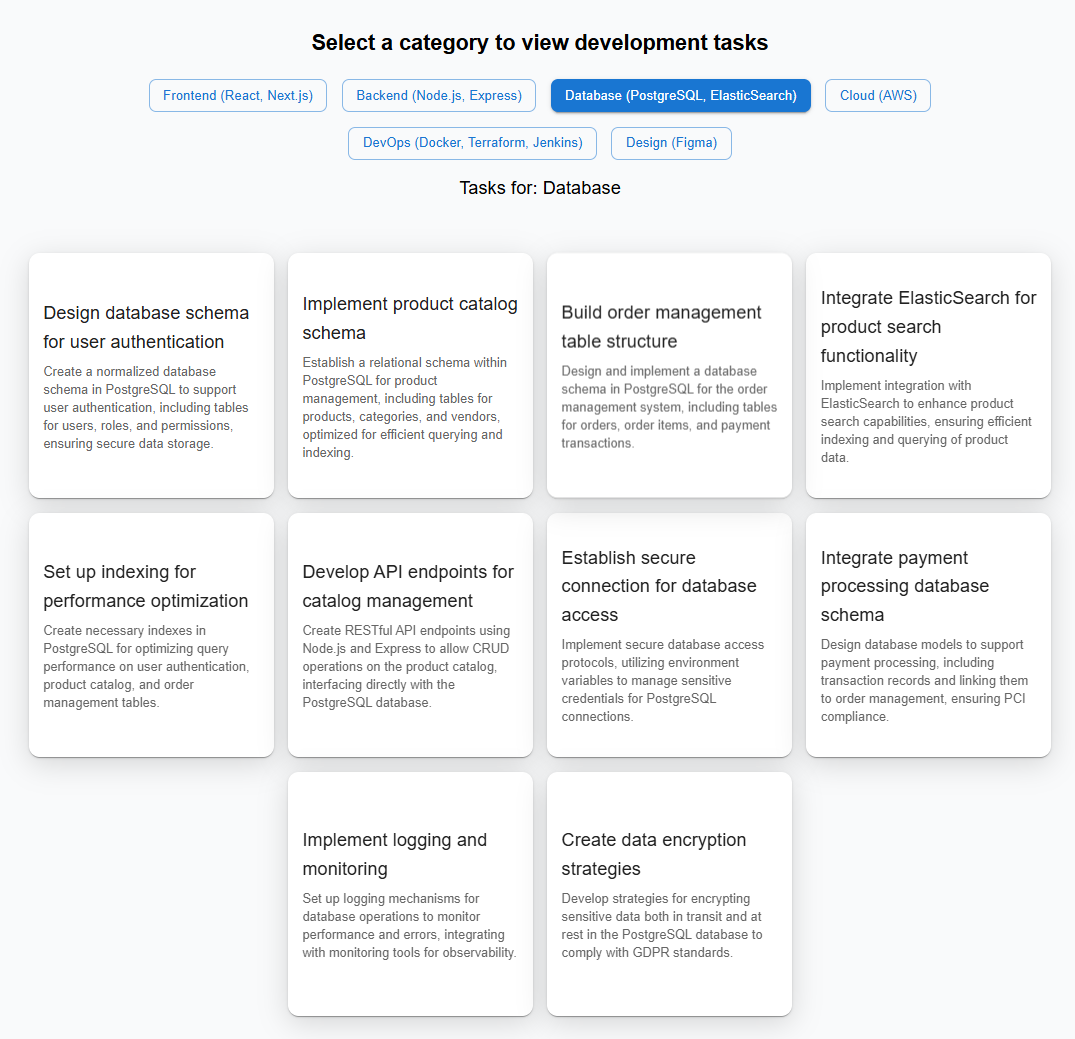 Select a category to view development tasks
Frontend (React, Next.js)
Backend (Node.js, Express)
Database (PostgreSQL, ElasticSearch)
Cloud (AWS)
DevOps (Docker, Terraform, Jenkins)
Design (Figma)
Tasks for: Database
Design database schema
for user authentication
Create a normalized database
schema in PostgreSQL to support
user authentication, including tables
for users, roles, and permissions,
ensuring secure data storage.
Implement product catalog
schema
Establish a relational schema within
PostgreSQL for product
management, including tables for
products, categories, and vendors,
optimized for efficient querying and
indexing.
Build order management
table structure
Design and implement a database
schema in PostgreSQL for the order
management system, including tables
for orders, order items, and payment
transactions.
Integrate ElasticSearch for
product search
functionality
Implement integration with
ElasticSearch to enhance product
search capabilities, ensuring efficient
indexing and querying of product
data.
Set up indexing for
performance optimization
Create necessary indexes in
PostgreSQL for optimizing query
performance on user authentication,
product catalog, and order
management tables.
Develop API endpoints for
catalog management
Create RESTful API endpoints using
Node.js and Express to allow CRUD
operations on the product catalog,
interfacing directly with the
PostgreSQL database.
Establish secure
connection for database
access
Implement secure database access
protocols, utilizing environment
variables to manage sensitive
credentials for PostgreSQL
connections.
Integrate payment
processing database
schema
Design database models to support
payment processing, including
transaction records and linking them
to order management, ensuring PCI
compliance.
Implement logging and
monitoring
Set up logging mechanisms for
database operations to monitor
performance and errors, integrating
with monitoring tools for observability.
Create data encryption
strategies
Develop strategies for encrypting
sensitive data both in transit and at
rest in the PostgreSQL database to
comply with GDPR standards.